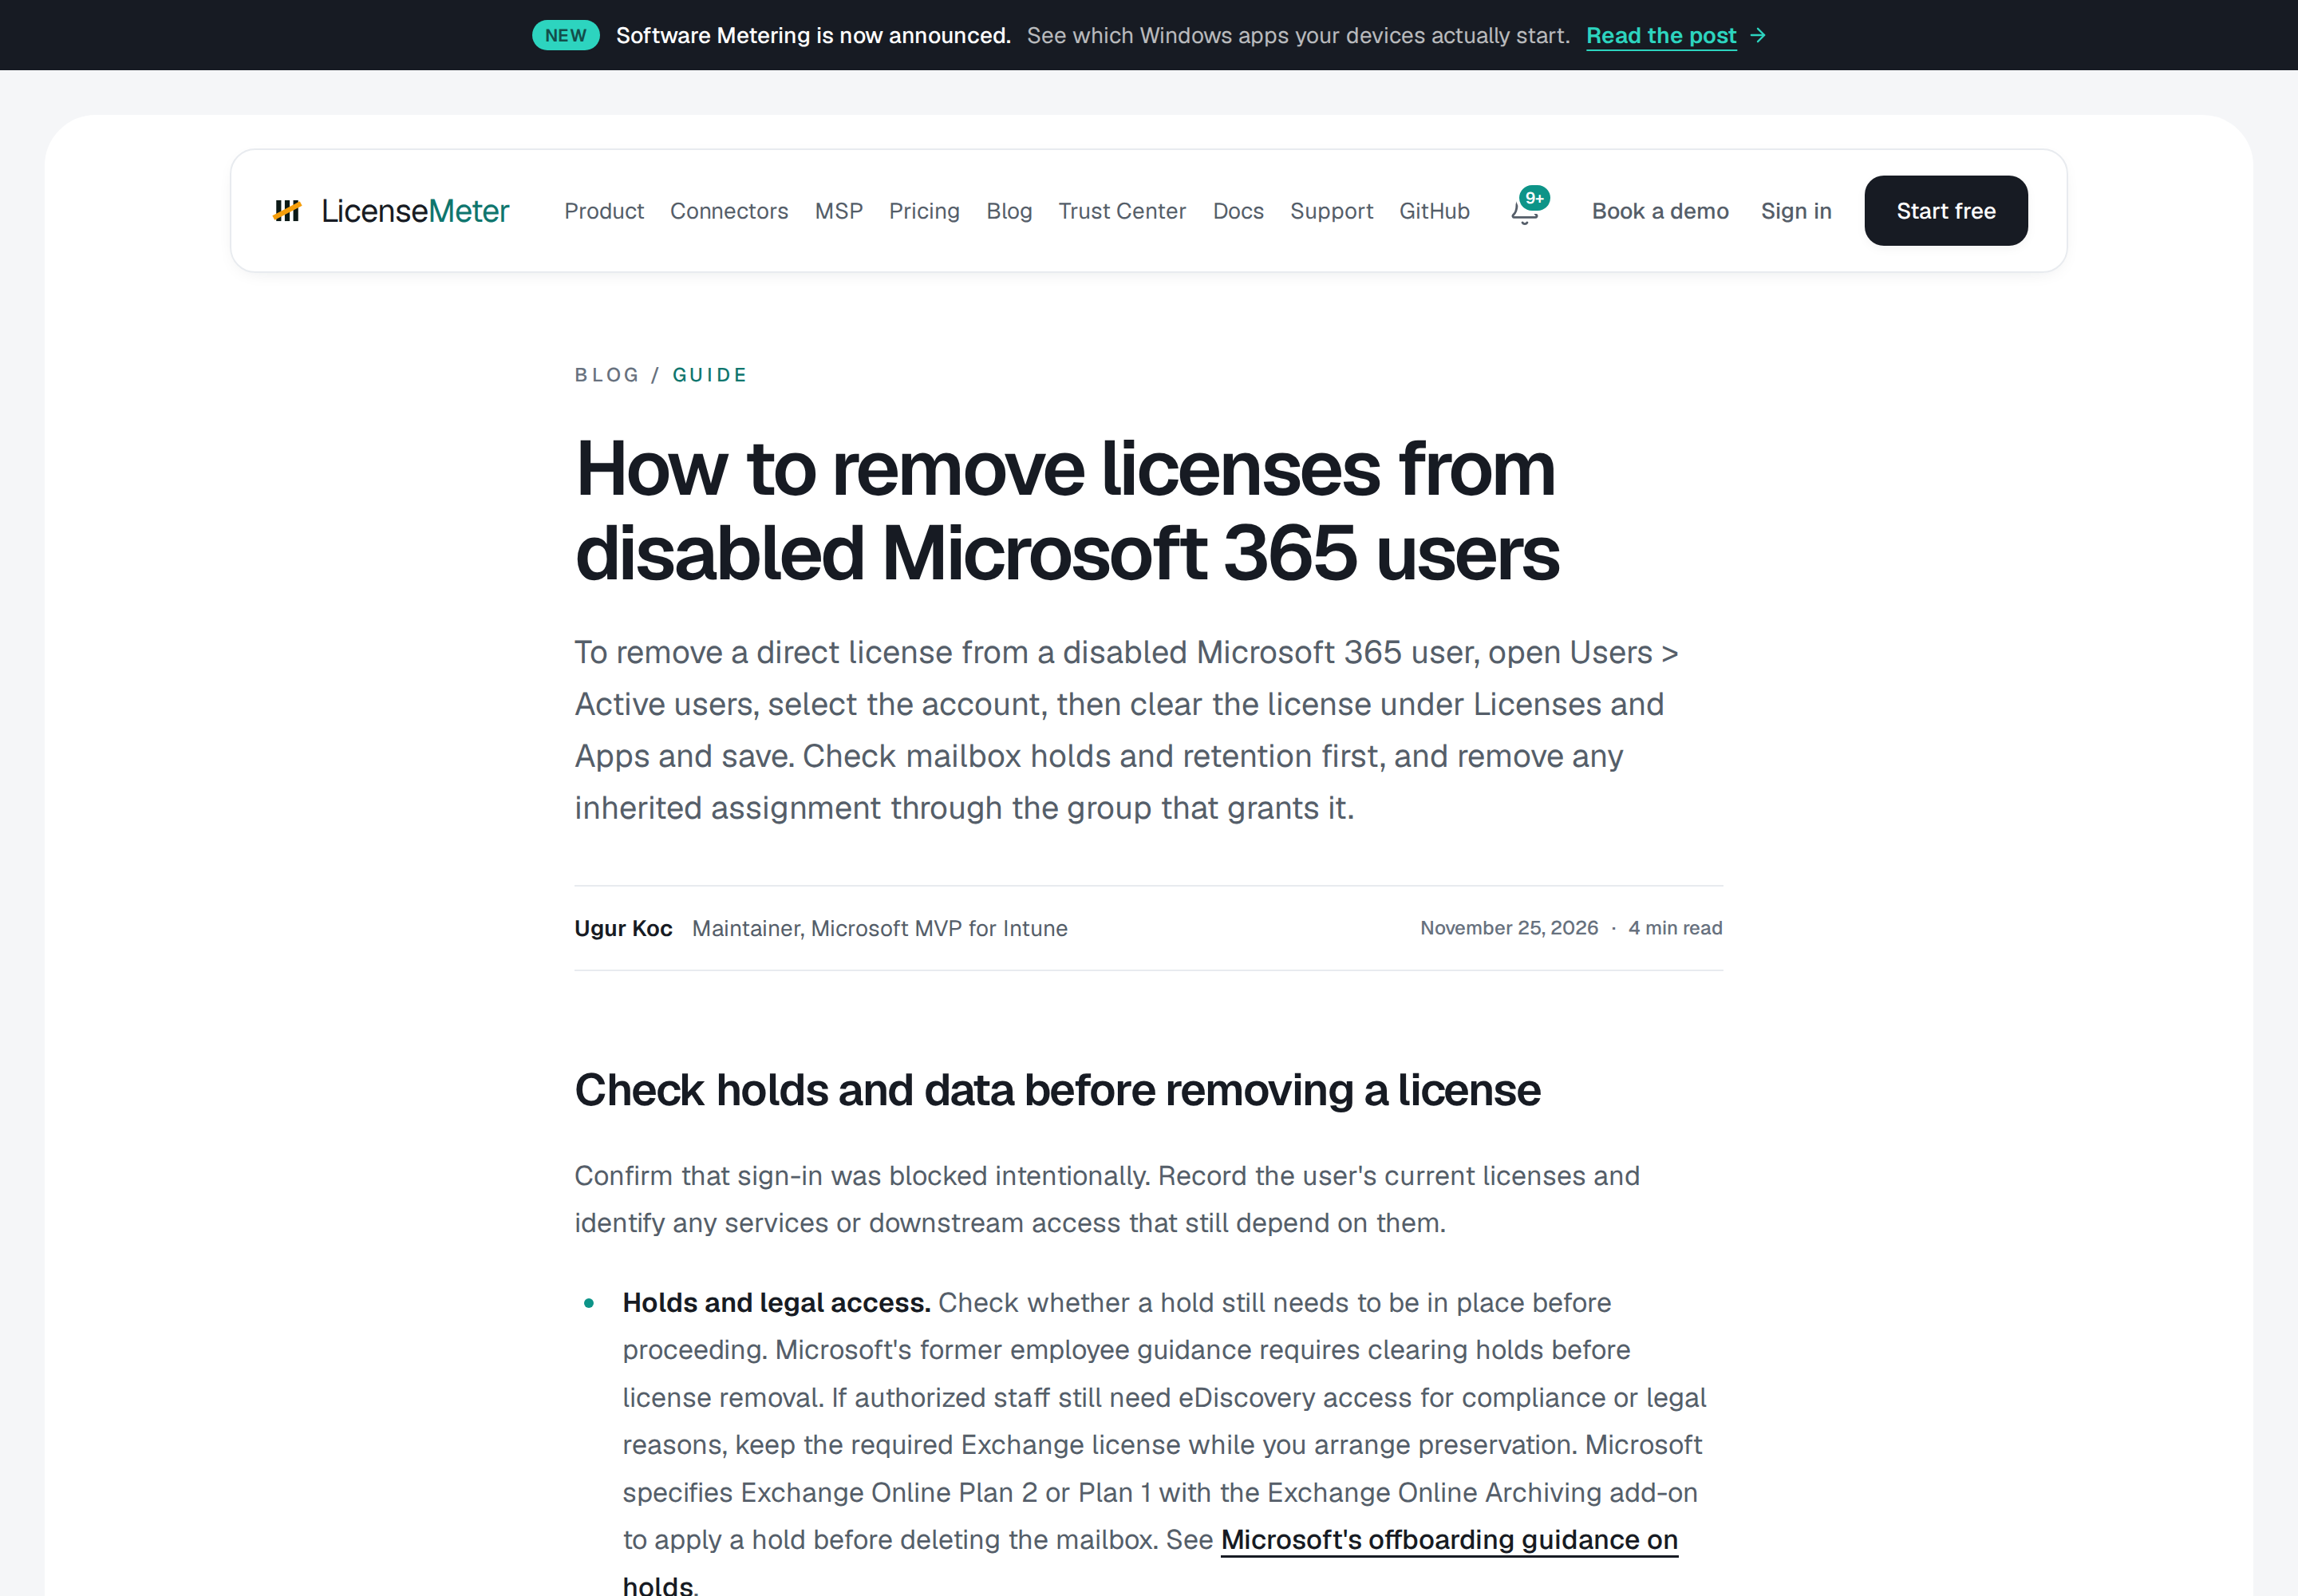 NEW Software Metering is now announced. See which Windows apps your devices actually start. Read the post →
LicenseMeter Product Connectors MSP Pricing Blog Trust Center Docs Support GitHub 9+ Book a demo Sign in Start free
BLOG / GUIDE
How to remove licenses from
disabled Microsoft 365 users
To remove a direct license from a disabled Microsoft 365 user, open Users >
Active users, select the account, then clear the license under Licenses and
Apps and save. Check mailbox holds and retention first, and remove any
inherited assignment through the group that grants it.
Ugur Koc Maintainer, Microsoft MVP for Intune November 25, 2026 · 4 min read
Check holds and data before removing a license
Confirm that sign-in was blocked intentionally. Record the user's current licenses and
identify any services or downstream access that still depend on them.
• Holds and legal access. Check whether a hold still needs to be in place before
proceeding. Microsoft's former employee guidance requires clearing holds before
license removal. If authorized staff still need eDiscovery access for compliance or legal
reasons, keep the required Exchange license while you arrange preservation. Microsoft
specifies Exchange Online Plan 2 or Plan 1 with the Exchange Online Archiving add-on
to apply a hold before deleting the mailbox. See Microsoft's offboarding guidance on
holds.